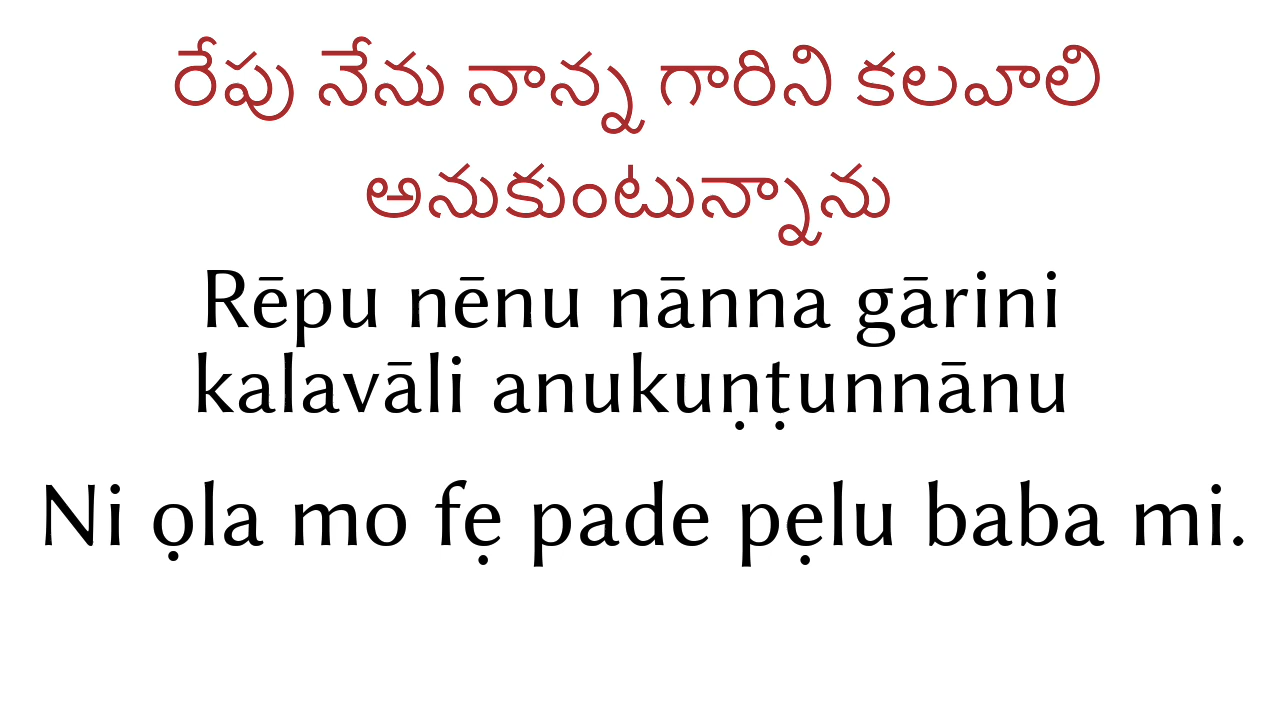 రేపు నేను నాన్న గారిని కలవాలి
అనుకుంటున్నాను
Rēpu nēnu nānna gārini
kalavāli anukuṇṭunnānu
Ni ọla mo fẹ pade pẹlu baba mi.